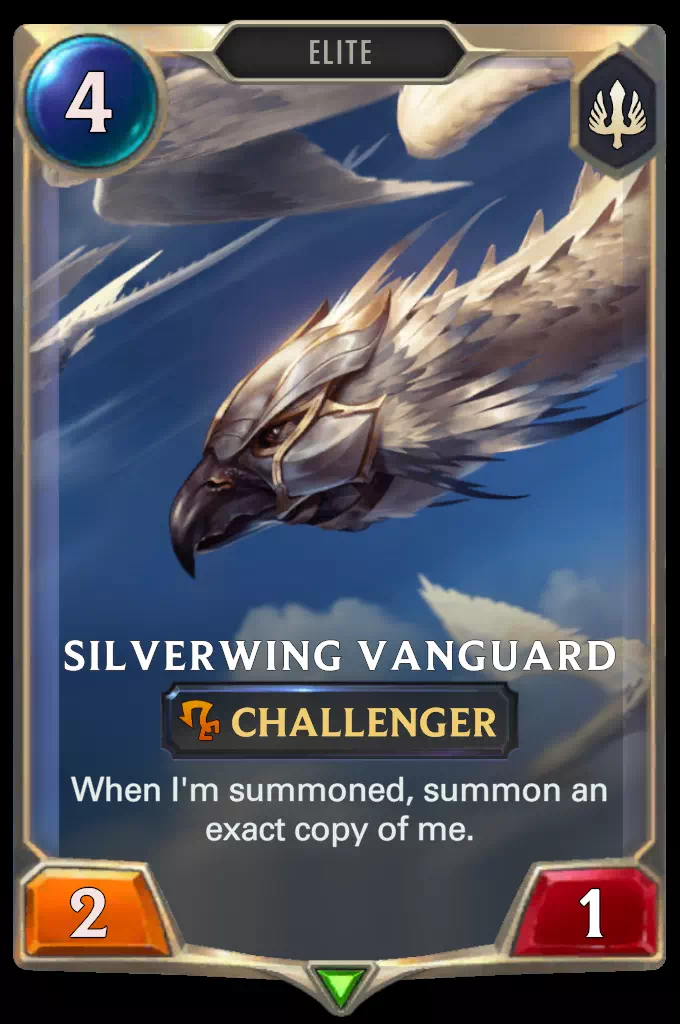 ELITE
4
SILVERWING VANGUARD
CHALLENGER
When I'm summoned, summon an
exact copy of me.
2
1